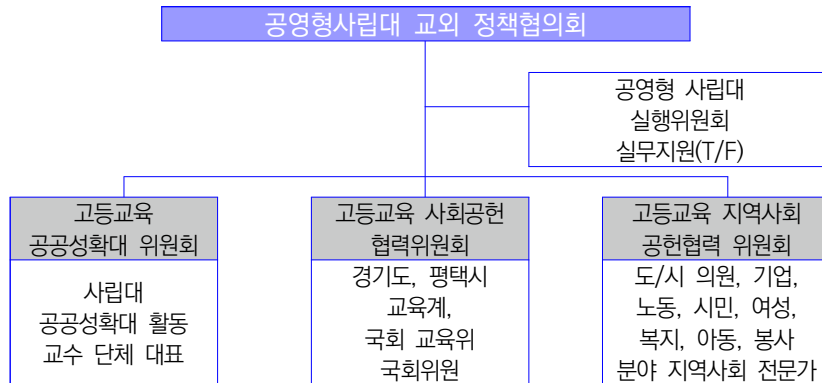 공영형사립대 교외 정책협의회
공영형 사립대
실행위원회
실무지원(T/F)
고등교육
공공성확대 위원회
사립대
공공성확대 활동
교수 단체 대표
고등교육 사회공헌
협력위원회
경기도, 평택시
교육계,
국회 교육위
국회위원
고등교육 지역사회
공헌협력 위원회
도/시 의원, 기업,
노동, 시민, 여성,
복지, 아동, 봉사
분야 지역사회 전문가